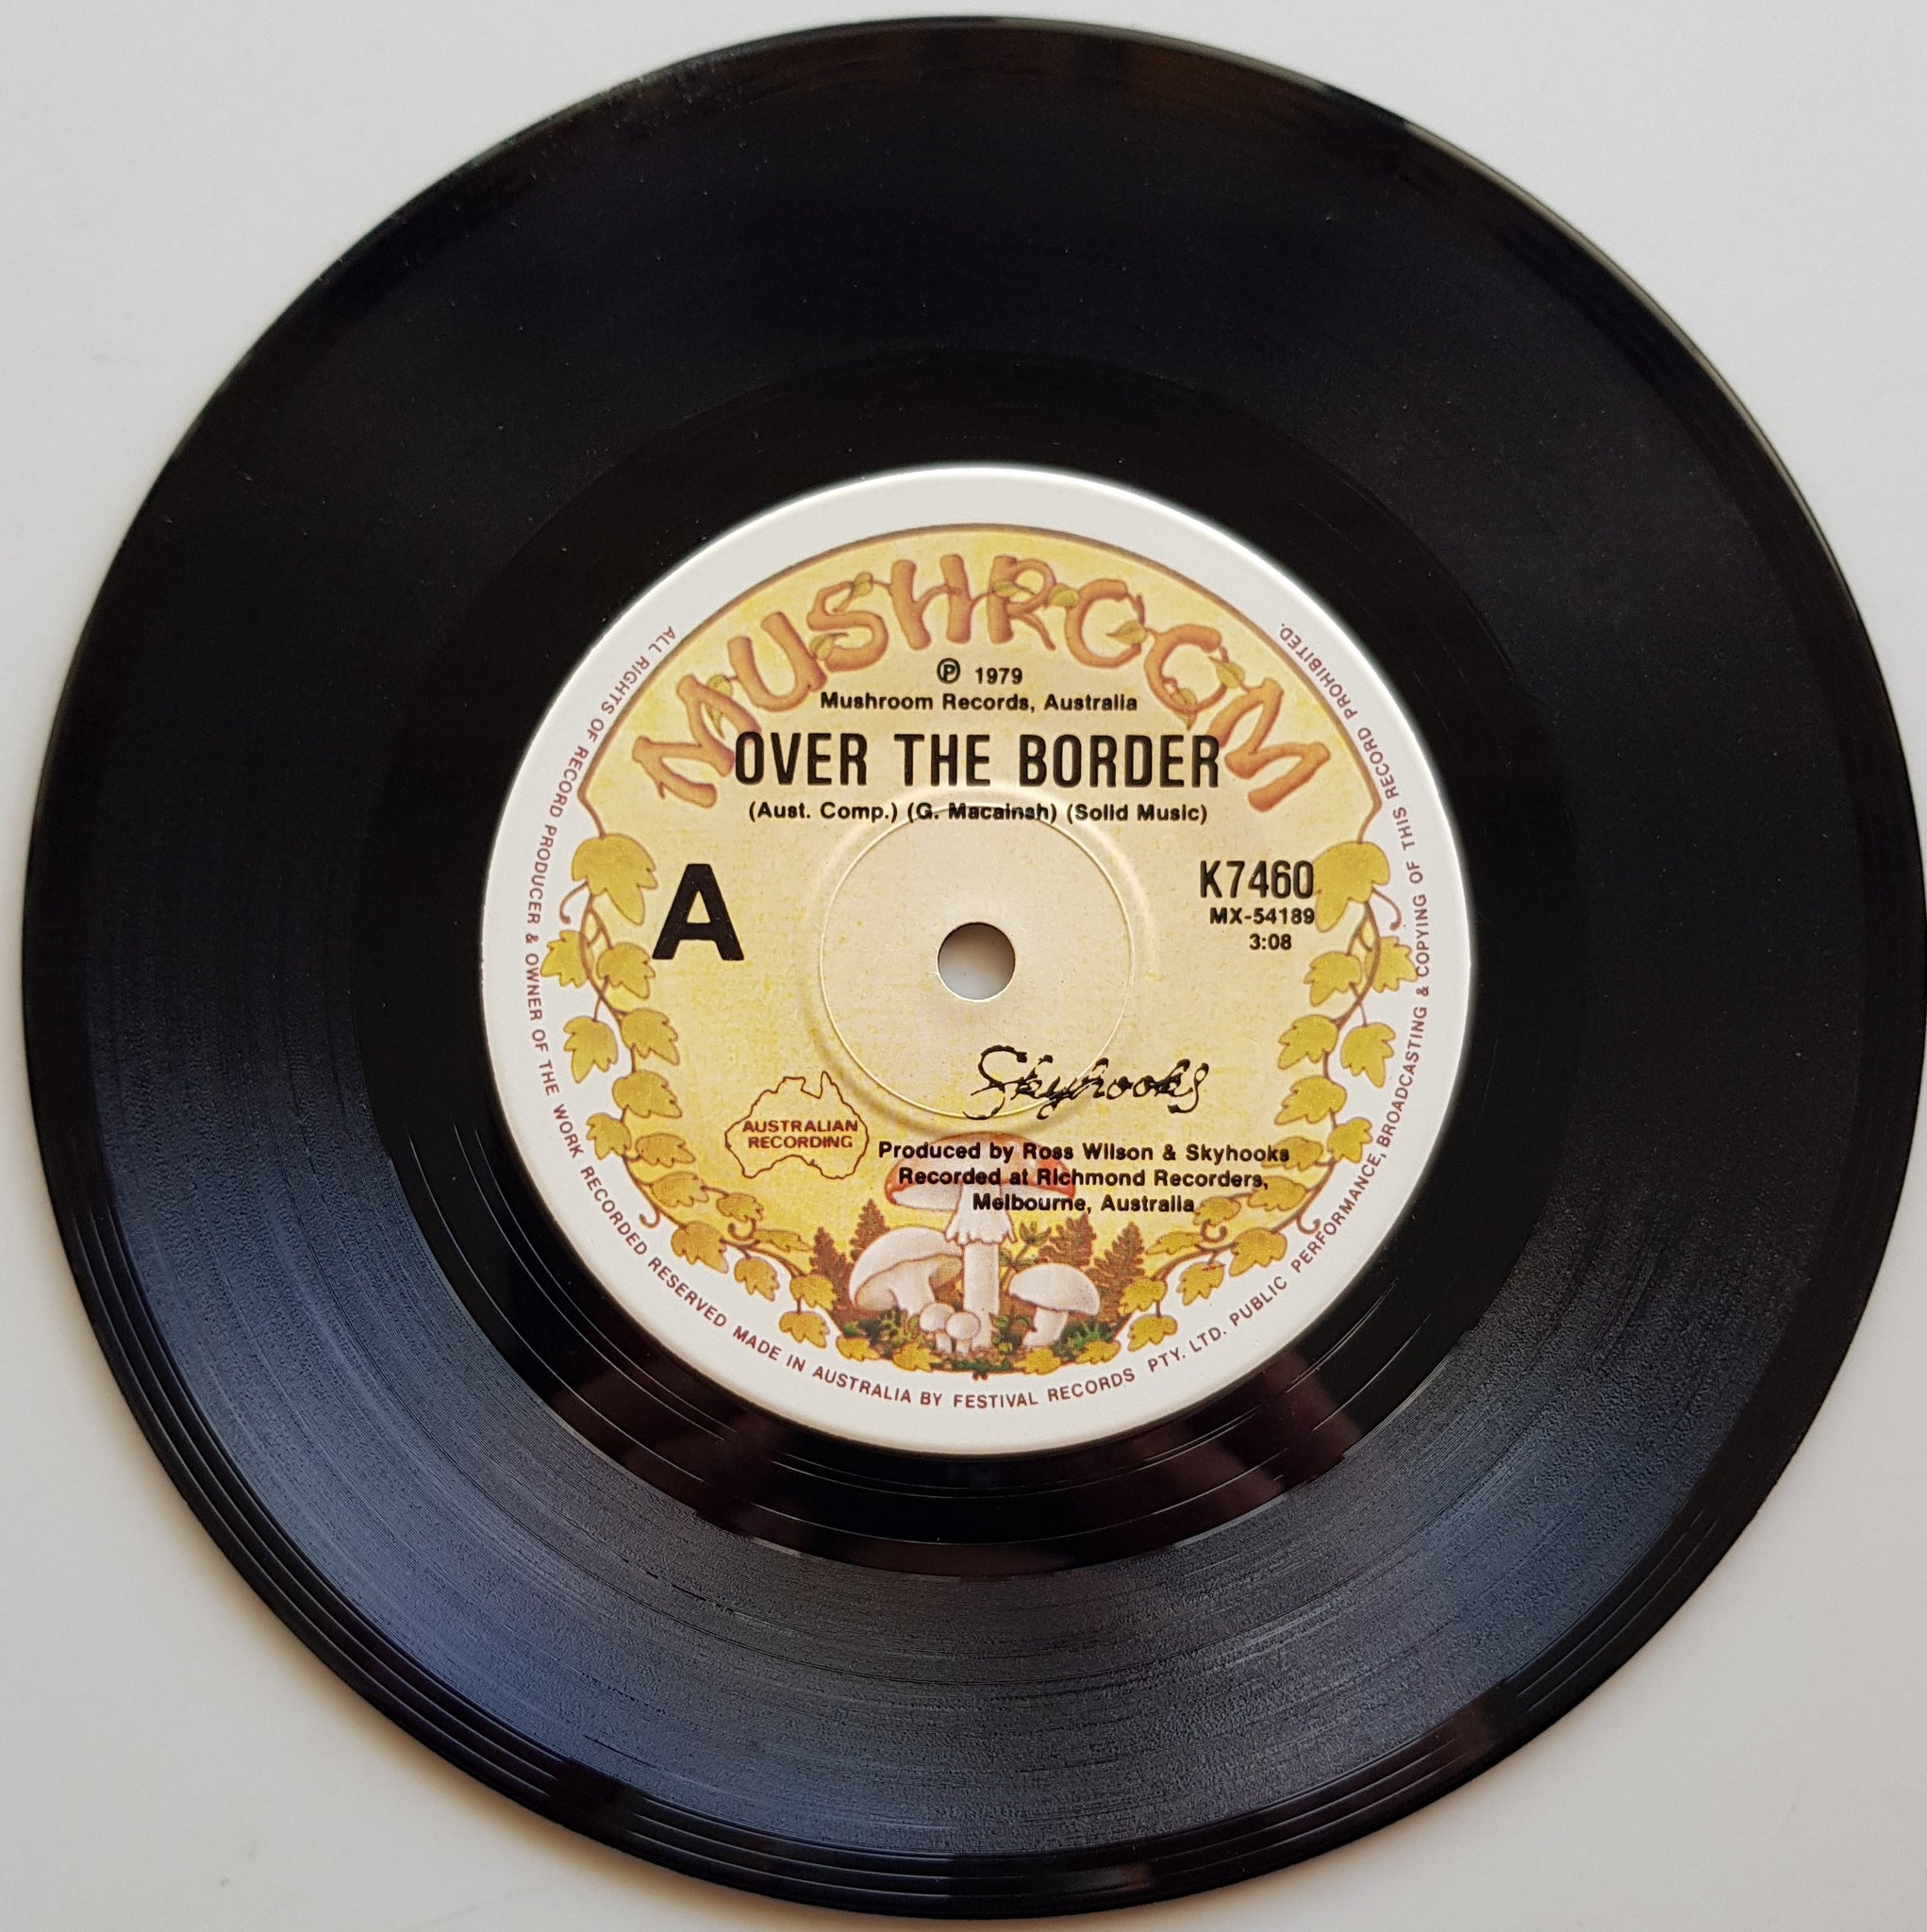 MUSHROOM
Ⓟ 1979
Mushroom Records, Australia
OVER THE BORDER
(Aust. Comp.) (G. Macainsh) (Solid Music)
A
K7460
MX-54189
3:08
Skyhooks
AUSTRALIAN
RECORDING
Produced by Ross Wilson & Skyhooks
Recorded at Richmond Recorders,
Melbourne, Australia
ALL RIGHTS OF RECORD PRODUCER & OWNER OF THE WORK RECORDED RESERVED MADE IN AUSTRALIA BY FESTIVAL RECORDS PTY. LTD. PUBLIC PERFORMANCE, BROADCASTING & COPYING OF THIS RECORD PROHIBITED.